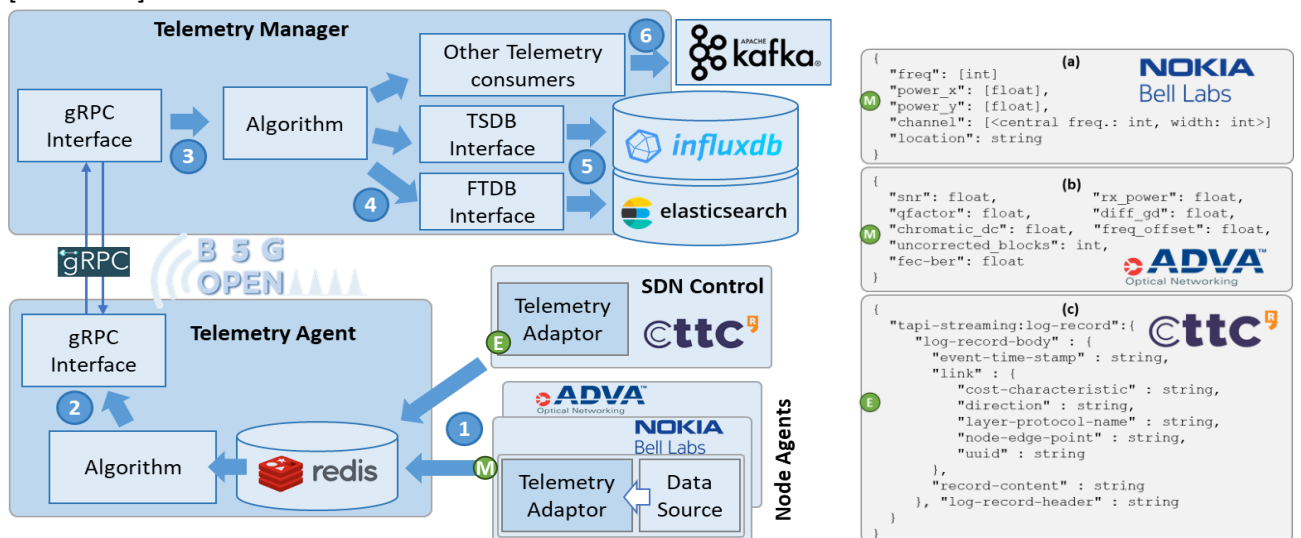 Telemetry Manager
gRPC
Interface
3
Algorithm
4
Other Telemetry
consumers
TSDB
Interface
FTDB
Interface
5
6
APACHE
kafka®
influxdb
elasticsearch
gRPC
B5G
OPEN
Telemetry Agent
gRPC
Interface
2
Algorithm
redis
1
SDN Control
Telemetry
Adaptor
E
cttc
ADVA™
Optical Networking
NOKIA
Bell Labs
M
Telemetry
Adaptor
Data
Source
Node Agents
(a)
NOKIA
Bell Labs
M
{
"freq": [int]
"power_x": [float],
"power_y": [float],
"channel": [<central freq.: int, width: int>]
"location": string
}
(b)
M
{
"snr": float, "rx_power": float,
"qfactor": float, "diff_gd": float,
"chromatic_dc": float, "freq_offset": float,
"uncorrected_blocks": int,
"fec-ber": float
}
ADVA™
Optical Networking
(c)
cttc
E
{
"tapi-streaming:log-record":{
"log-record-body" : {
"event-time-stamp" : string,
"link" : {
"cost-characteristic" : string,
"direction" : string,
"layer-protocol-name" : string,
"node-edge-point" : string,
"uuid" : string
},
"record-content" : string
}, "log-record-header" : string
}
}